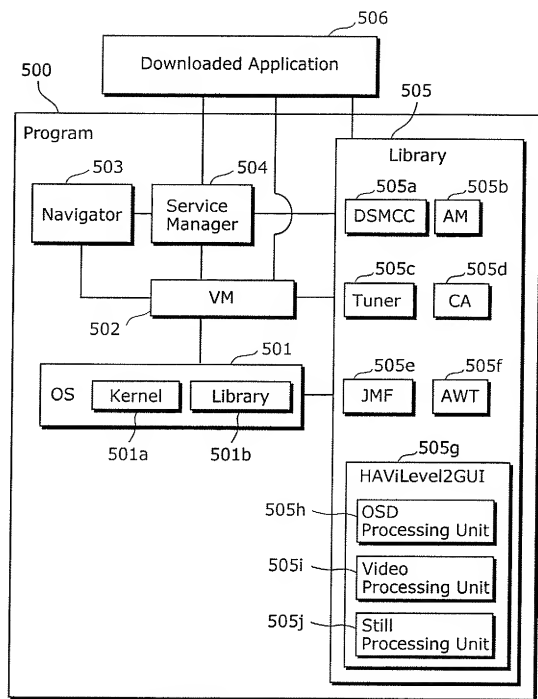 506
Downloaded Application
500
505
Program
Library
503
504
505a
505b
Navigator
Service
Manager
DSMCC
AM
505c
505d
VM
Tuner
CA
502
501
505e
505f
OS
Kernel
Library
JMF
AWT
501a
501b
505g
HAViLevel2GUI
505h
OSD
Processing Unit
505i
Video
Processing Unit
505j
Still
Processing Unit